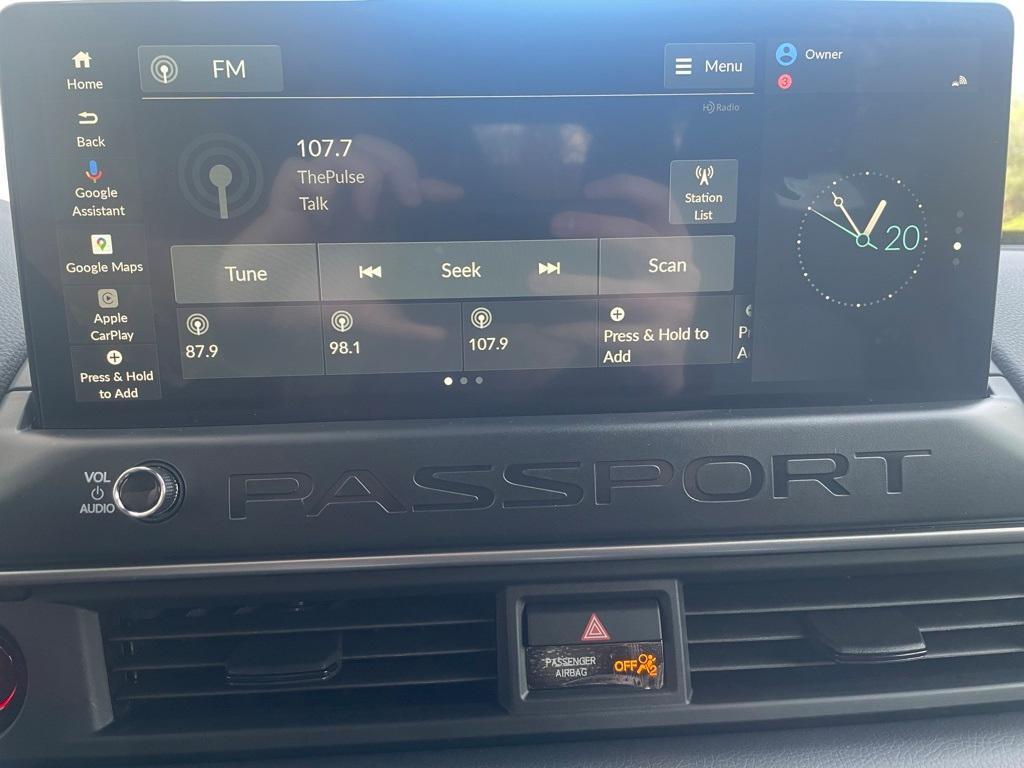 Home
FM
Menu
Owner
3
HD Radio
Back
107.7
ThePulse
Talk
Google
Assistant
Station
List
20
Google Maps
Tune
Seek
Scan
Apple
CarPlay
87.9
98.1
107.9
Press & Hold to
Add
P
A
Press & Hold
to Add
VOL
AUDIO
PASSPORT
PASSENGER
AIRBAG
OFF
2